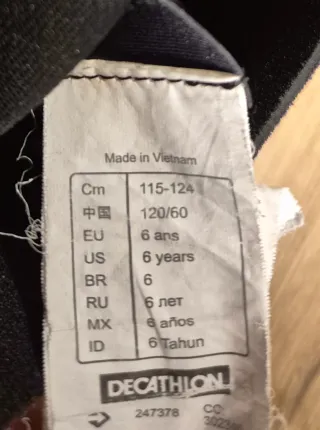 Made in Vietnam
Cm 115-124
中国 120/60
EU 6 ans
US 6 years
BR 6
RU 6 лет
MX 6 años
ID 6 Tahun
DECATHLON
247378 CC